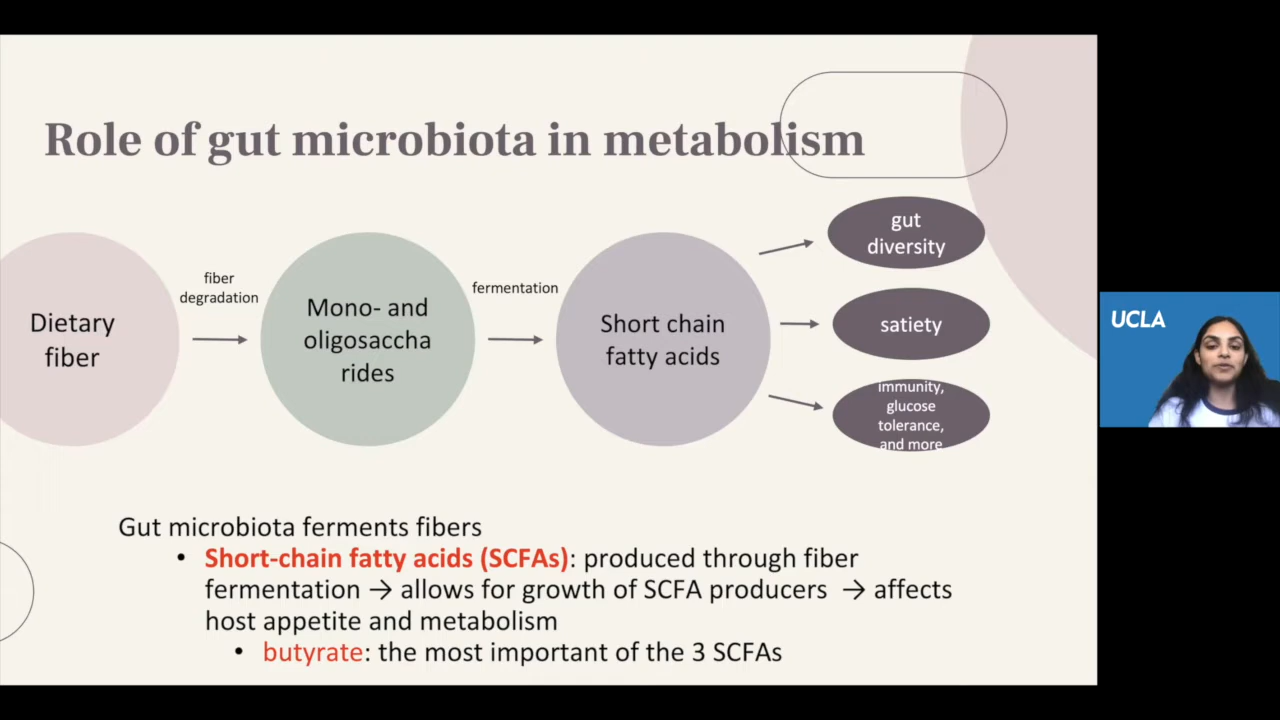 Role of gut microbiota in metabolism
Dietary
fiber
fiber
degradation
Mono- and
oligosaccha
rides
fermentation
Short chain
fatty acids
gut
diversity
satiety
immunity,
glucose
tolerance,
and more
UCLA
Gut microbiota ferments fibers
• Short-chain fatty acids (SCFAs): produced through fiber
fermentation → allows for growth of SCFA producers → affects
host appetite and metabolism
• butyrate: the most important of the 3 SCFAs